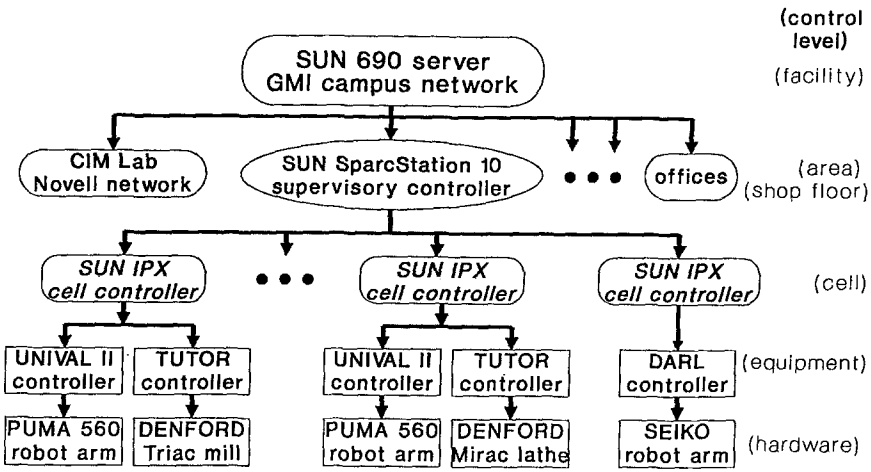 (control
level)
SUN 690 server
GMI campus network
(facility)
CIM Lab
Novell network
SUN SparcStation 10
supervisory controller
• • •
offices
(area)
(shop floor)
SUN IPX
cell controller
• • •
SUN IPX
cell controller
SUN IPX
cell controller
(cell)
UNIVAL II
controller
TUTOR
controller
UNIVAL II
controller
TUTOR
controller
DARL
controller
(equipment)
PUMA 560
robot arm
DENFORD
Triac mill
PUMA 560
robot arm
DENFORD
Mirac lathe
SEIKO
robot arm
(hardware)